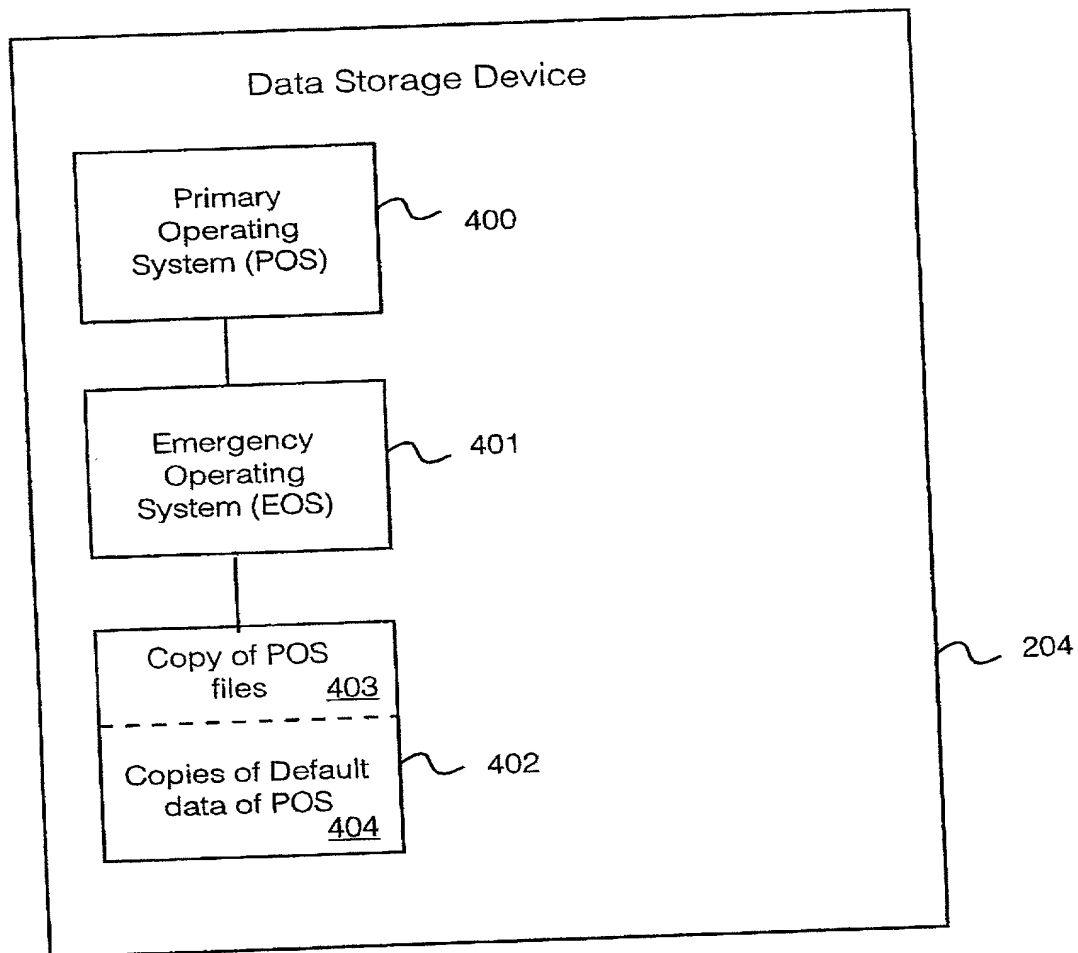 Data Storage Device
Primary
Operating
System (POS)
400
Emergency
Operating
System (EOS)
401
Copy of POS
files 403
204
Copies of Default
data of POS
404
402